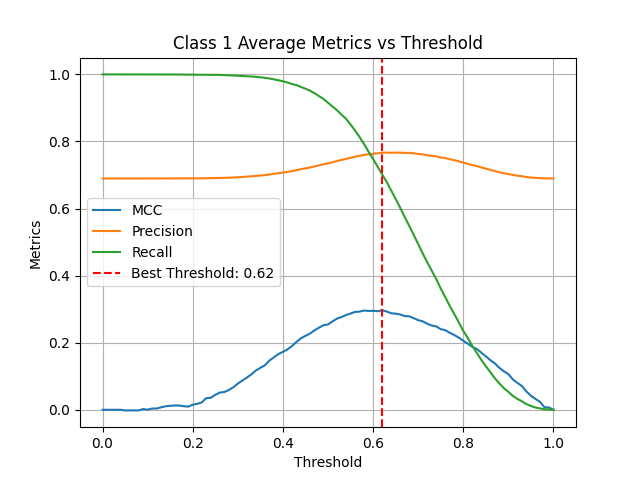 Class 1 Average Metrics vs Threshold
1.0
0.8
0.6
0.4
0.2
0.0
Metrics
MCC
Precision
Recall
Best Threshold: 0.62
0.0 0.2 0.4 0.6 0.8 1.0
Threshold